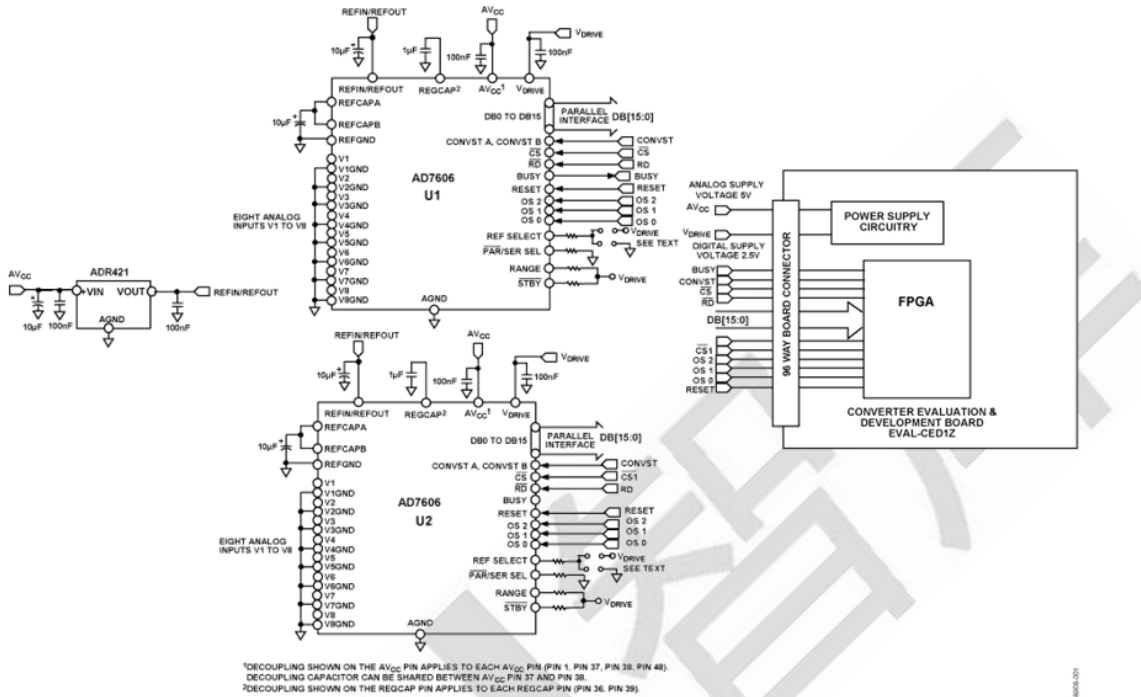 REFIN/REFOUT
AVCC
VDRIVE
10µF
1µF
100nF
100nF
REFIN/REFOUT
REGCAP2
AVCC1
VDRIVE
REFCAPA
REFCAPB
REFGND
10µF
V1
V1GND
V2
V2GND
V3
V3GND
V4
V4GND
V5
V5GND
V6
V6GND
V7
V7GND
V8
V8GND
EIGHT ANALOG
INPUTS V1 TO V8
AD7606
U1
AGND
DB0 TO DB15
PARALLEL
INTERFACE
DB[15:0]
CONVST A, CONVST B
CONVST
CS
CS
RD
RD
BUSY
BUSY
RESET
RESET
OS 2
OS 2
OS 1
OS 1
OS 0
OS 0
REF SELECT
VDRIVE
SEE TEXT
PAR/SER SEL
RANGE
STBY
VDRIVE
AVCC
ADR421
+VIN
VOUT
AGND
10µF
100nF
100nF
REFIN/REFOUT
REFIN/REFOUT
AVCC
VDRIVE
10µF
1µF
100nF
100nF
REFIN/REFOUT
REGCAP2
AVCC1
VDRIVE
REFCAPA
REFCAPB
REFGND
10µF
V1
V1GND
V2
V2GND
V3
V3GND
V4
V4GND
V5
V5GND
V6
V6GND
V7
V7GND
V8
V8GND
EIGHT ANALOG
INPUTS V1 TO V8
AD7606
U2
AGND
DB0 TO DB15
PARALLEL
INTERFACE
DB[15:0]
CONVST A, CONVST B
CONVST
CS
CS1
RD
RD
BUSY
RESET
RESET
OS 2
OS 2
OS 1
OS 1
OS 0
OS 0
REF SELECT
VDRIVE
SEE TEXT
PAR/SER SEL
RANGE
STBY
VDRIVE
ANALOG SUPPLY
VOLTAGE 5V
AVCC
VDRIVE
DIGITAL SUPPLY
VOLTAGE 2.5V
BUSY
CONVST
CS
RD
DB[15:0]
CS1
OS 2
OS 1
OS 0
RESET
96 WAY BOARD CONNECTOR
POWER SUPPLY
CIRCUITRY
FPGA
CONVERTER EVALUATION &
DEVELOPMENT BOARD
EVAL-CED1Z
1DECOUPLING SHOWN ON THE AVCC PIN APPLIES TO EACH AVCC PIN (PIN 1, PIN 37, PIN 38, PIN 48).
DECOUPLING CAPACITOR CAN BE SHARED BETWEEN AVCC PIN 37 AND PIN 38.
2DECOUPLING SHOWN ON THE REGCAP PIN APPLIES TO EACH REGCAP PIN (PIN 36, PIN 39).